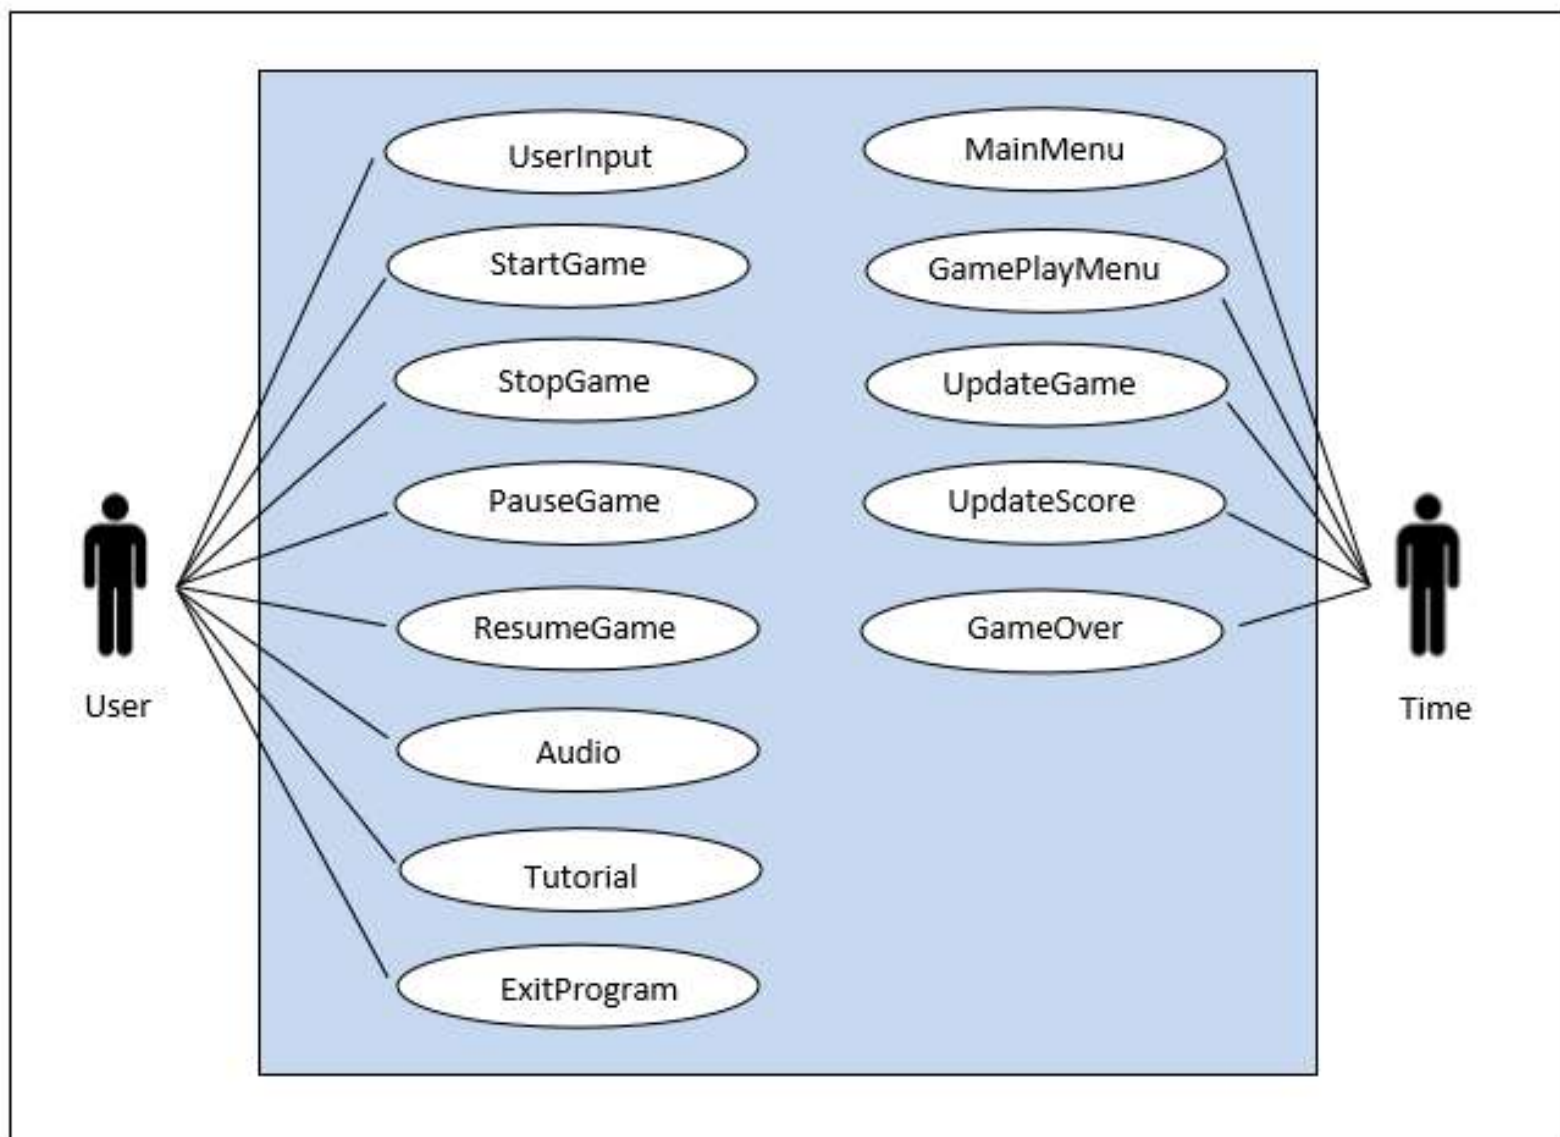 UserInput
StartGame
StopGame
PauseGame
ResumeGame
Audio
Tutorial
ExitProgram
MainMenu
GamePlayMenu
UpdateGame
UpdateScore
GameOver
User
Time